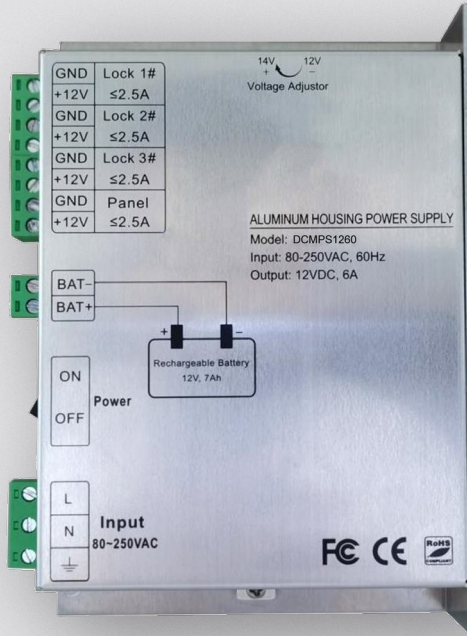 14V 12V
+ −
Voltage Adjustor
GND Lock 1#
+12V ≤2.5A
GND Lock 2#
+12V ≤2.5A
GND Lock 3#
+12V ≤2.5A
GND Panel
+12V ≤2.5A
ALUMINUM HOUSING POWER SUPPLY
Model: DCMPS1260
Input: 80-250VAC, 60Hz
Output: 12VDC, 6A
BAT−
BAT+
+ −
Rechargeable Battery
12V, 7Ah
ON
Power
OFF
L
N
Input
80~250VAC
FC CE RoHS
COMPLIANT